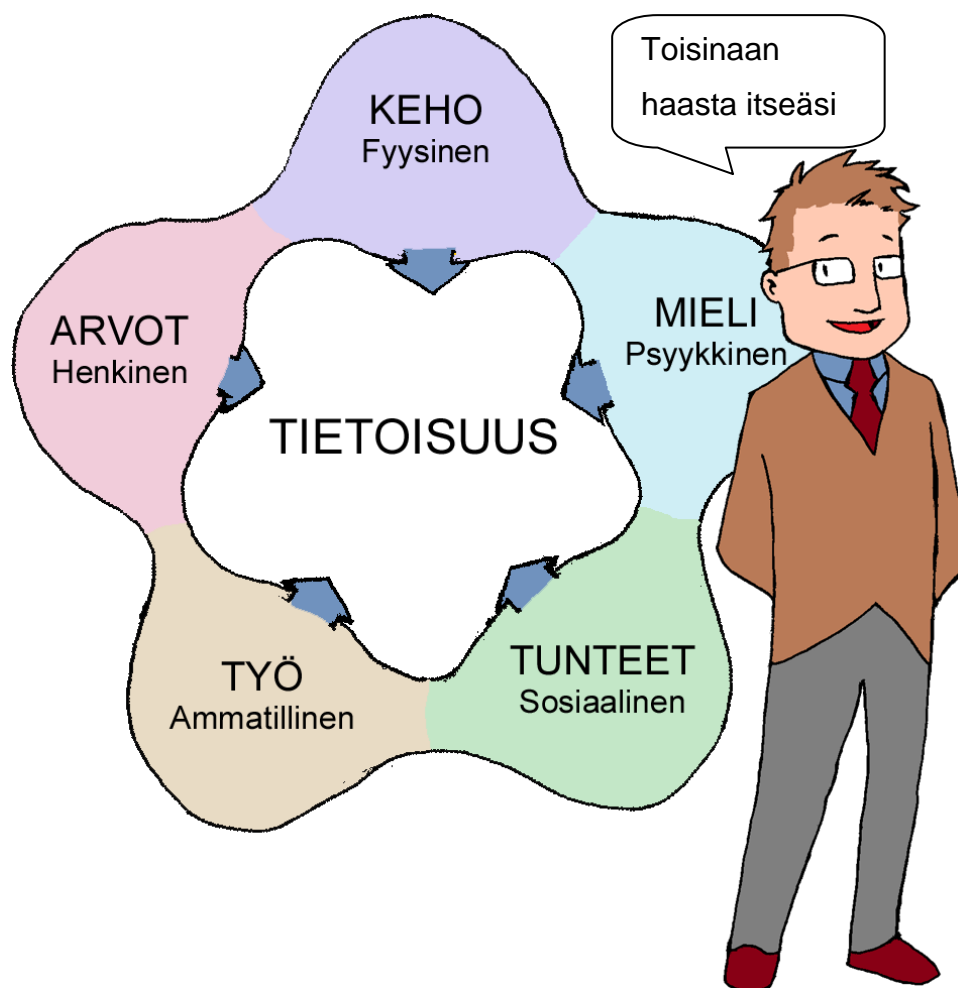 Toisinaan
haasta itseäsi
KEHO
Fyysinen
MIELI
Psyykkinen
ARVOT
Henkinen
TIETOISUUS
TUNTEET
Sosiaalinen
TYÖ
Ammatillinen